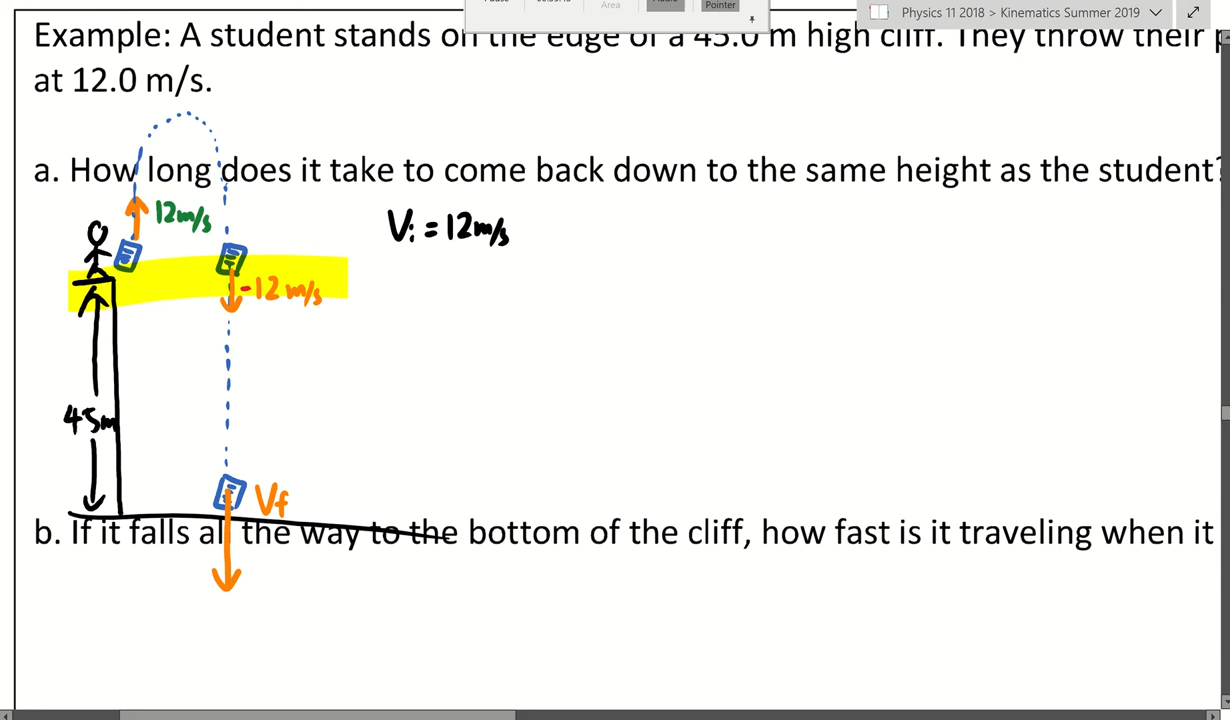 Pointer
Area
Physics 11 2018 > Kinematics Summer 2019
Example: A student stands on the edge of a 45.0 m high cliff. They throw their
at 12.0 m/s.
a. How long does it take to come back down to the same height as the student?
12m/s
Vi = 12m/s
-12m/s
45m
Vf
b. If it falls all the way to the bottom of the cliff, how fast is it traveling when it